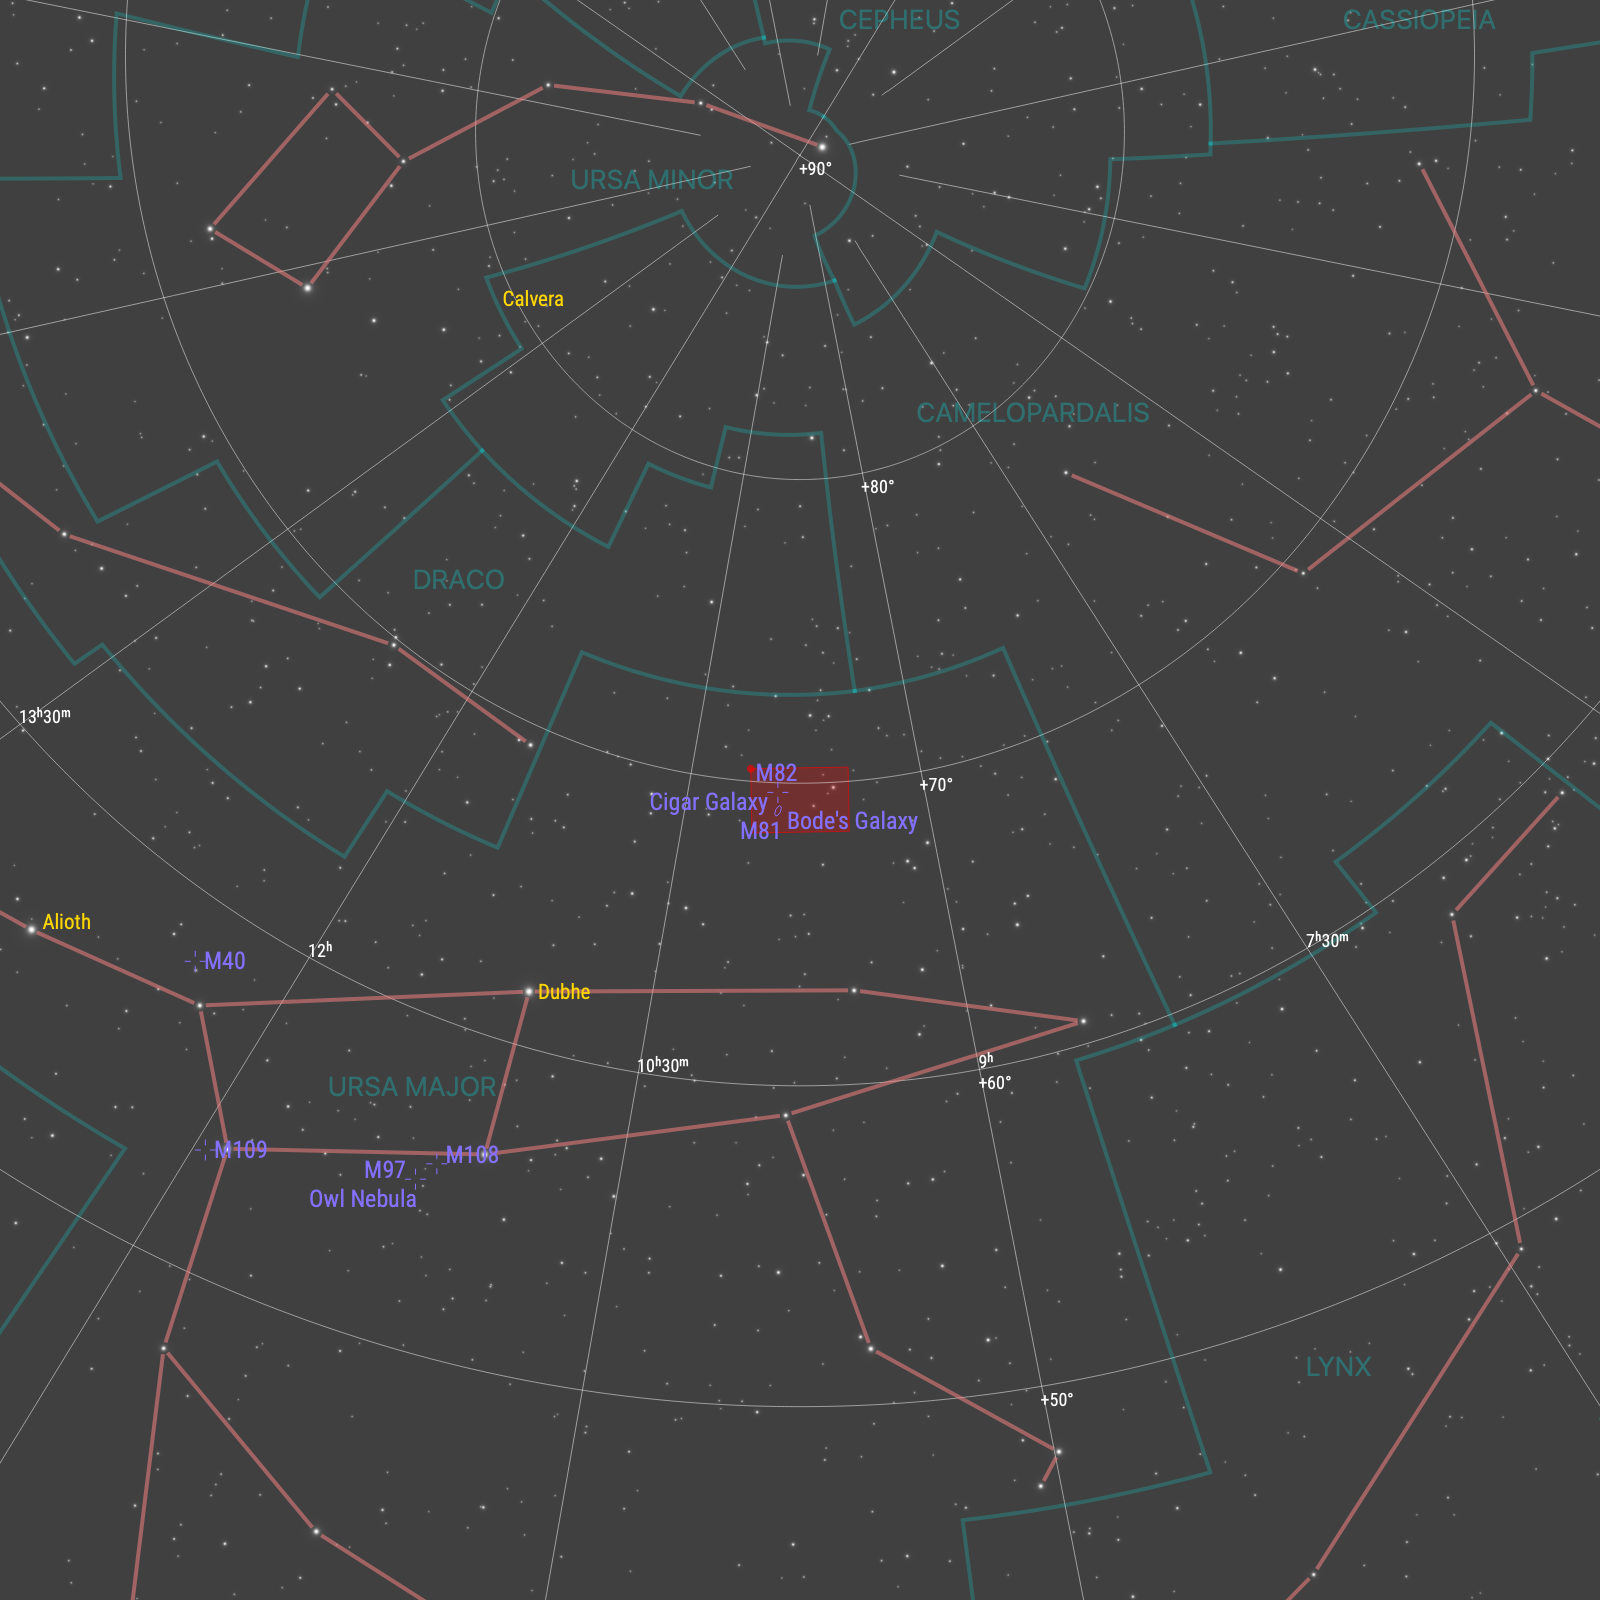 CEPHEUS
CASSIOPEIA
+90°
URSA MINOR
Calvera
CAMELOPARDALIS
+80°
DRACO
13h30m
M82
+70°
Cigar Galaxy
Bode's Galaxy
M81
Alioth
12h
7h30m
M40
Dubhe
10h30m
9h
+60°
URSA MAJOR
M109
M108
M97
Owl Nebula
LYNX
+50°